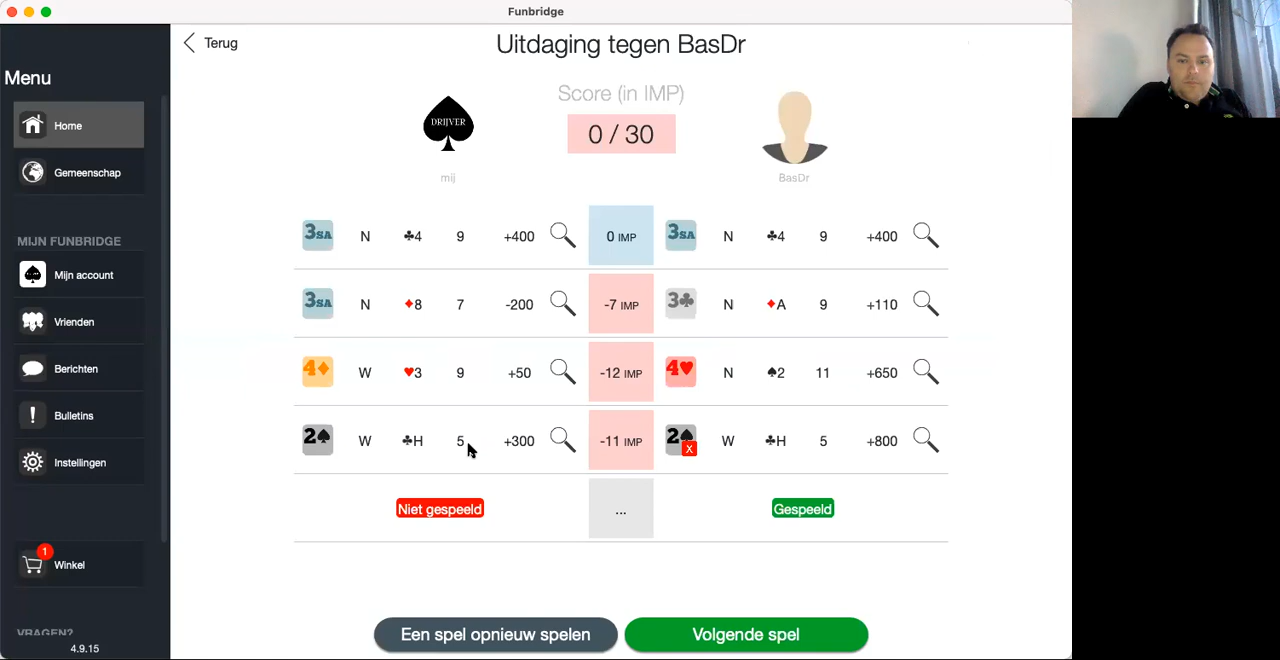 Funbridge
Terug
Uitdaging tegen BasDr
Menu
Score (in IMP)
DRIJVER
0 / 30
Home
mij
BasDr
Gemeenschap
3SA N ♣4 9 +400 0 IMP 3SA N ♣4 9 +400
MIJN FUNBRIDGE
Mijn account
3SA N ♦8 7 -200 -7 IMP 3♣ N ♦A 9 +110
Vrienden
4♦ W ♥3 9 +50 -12 IMP 4♥ N ♠2 11 +650
Berichten
Bulletins
2♠ W ♣H 5 +300 -11 IMP 2♠ X W ♣H 5 +800
Instellingen
Niet gespeeld ... Gespeeld
1
Winkel
VRAGEN?
4.9.15
Een spel opnieuw spelen
Volgende spel